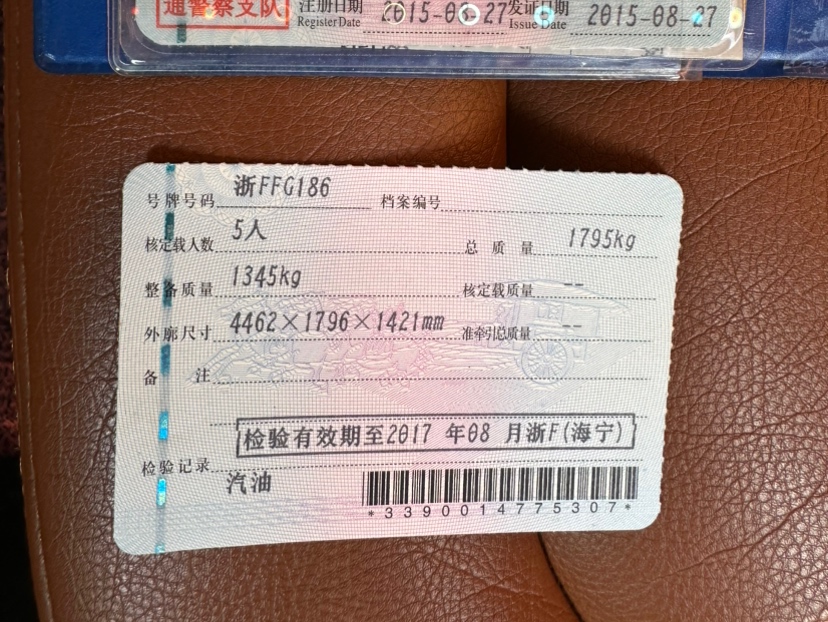 通警察支队 注册日期 2015-08-27 发证日期 2015-08-27
Register Date Issue Date
号牌号码 浙FFG186 档案编号
核定载人数 5人 总质量 1795kg
整备质量 1345kg 核定载质量 --
外廓尺寸 4462×1796×1421mm 准牵引总质量 --
备注
检验有效期至2017 年08 月浙F(海宁)
检验记录
汽油
*3390014775307*